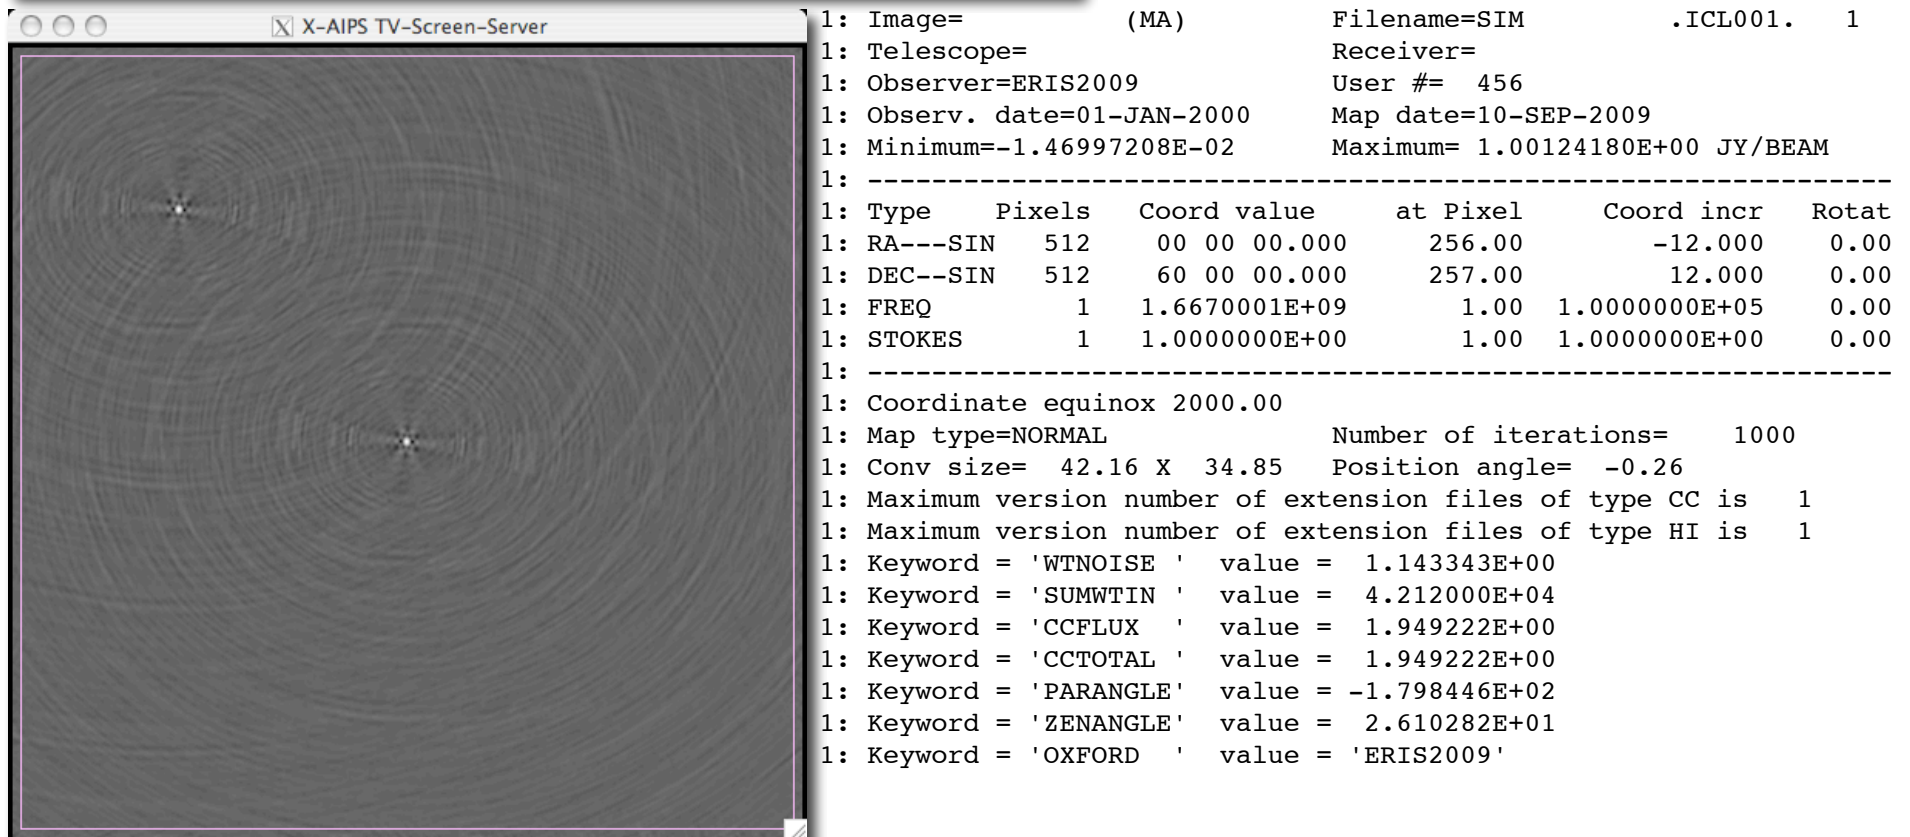 X-AIPS TV-Screen-Server
1: Image= (MA) Filename=SIM .ICL001. 1
1: Telescope= Receiver=
1: Observer=ERIS2009 User #= 456
1: Observ. date=01-JAN-2000 Map date=10-SEP-2009
1: Minimum=-1.46997208E-02 Maximum= 1.00124180E+00 JY/BEAM
1: ----------------------------------------------------------------
1: Type Pixels Coord value at Pixel Coord incr Rotat
1: RA---SIN 512 00 00 00.000 256.00 -12.000 0.00
1: DEC--SIN 512 60 00 00.000 257.00 12.000 0.00
1: FREQ 1 1.6670001E+09 1.00 1.0000000E+05 0.00
1: STOKES 1 1.0000000E+00 1.00 1.0000000E+00 0.00
1: ----------------------------------------------------------------
1: Coordinate equinox 2000.00
1: Map type=NORMAL Number of iterations= 1000
1: Conv size= 42.16 X 34.85 Position angle= -0.26
1: Maximum version number of extension files of type CC is 1
1: Maximum version number of extension files of type HI is 1
1: Keyword = 'WTNOISE ' value = 1.143343E+00
1: Keyword = 'SUMWTIN ' value = 4.212000E+04
1: Keyword = 'CCFLUX ' value = 1.949222E+00
1: Keyword = 'CCTOTAL ' value = 1.949222E+00
1: Keyword = 'PARANGLE' value = -1.798446E+02
1: Keyword = 'ZENANGLE' value = 2.610282E+01
1: Keyword = 'OXFORD ' value = 'ERIS2009'